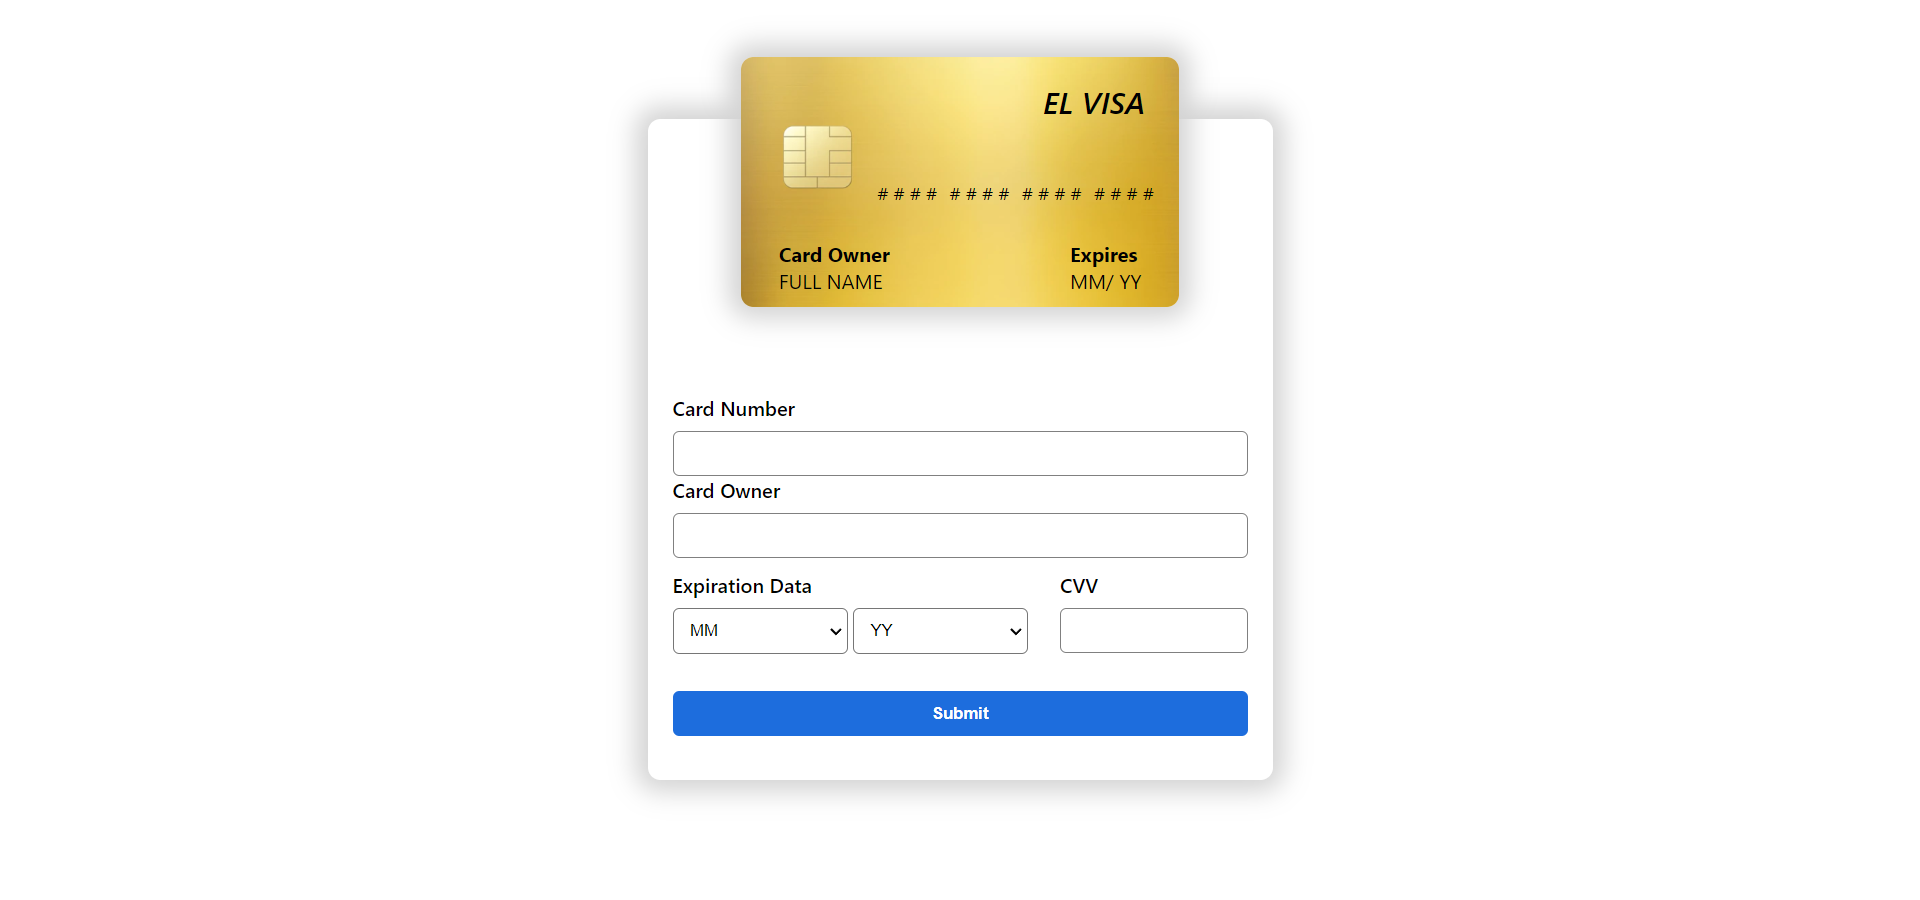 EL VISA
# # # #  # # # #  # # # #  # # # #
Card Owner Expires
FULL NAME MM/ YY
Card Number
Card Owner
Expiration Data CVV
MM YY
Submit